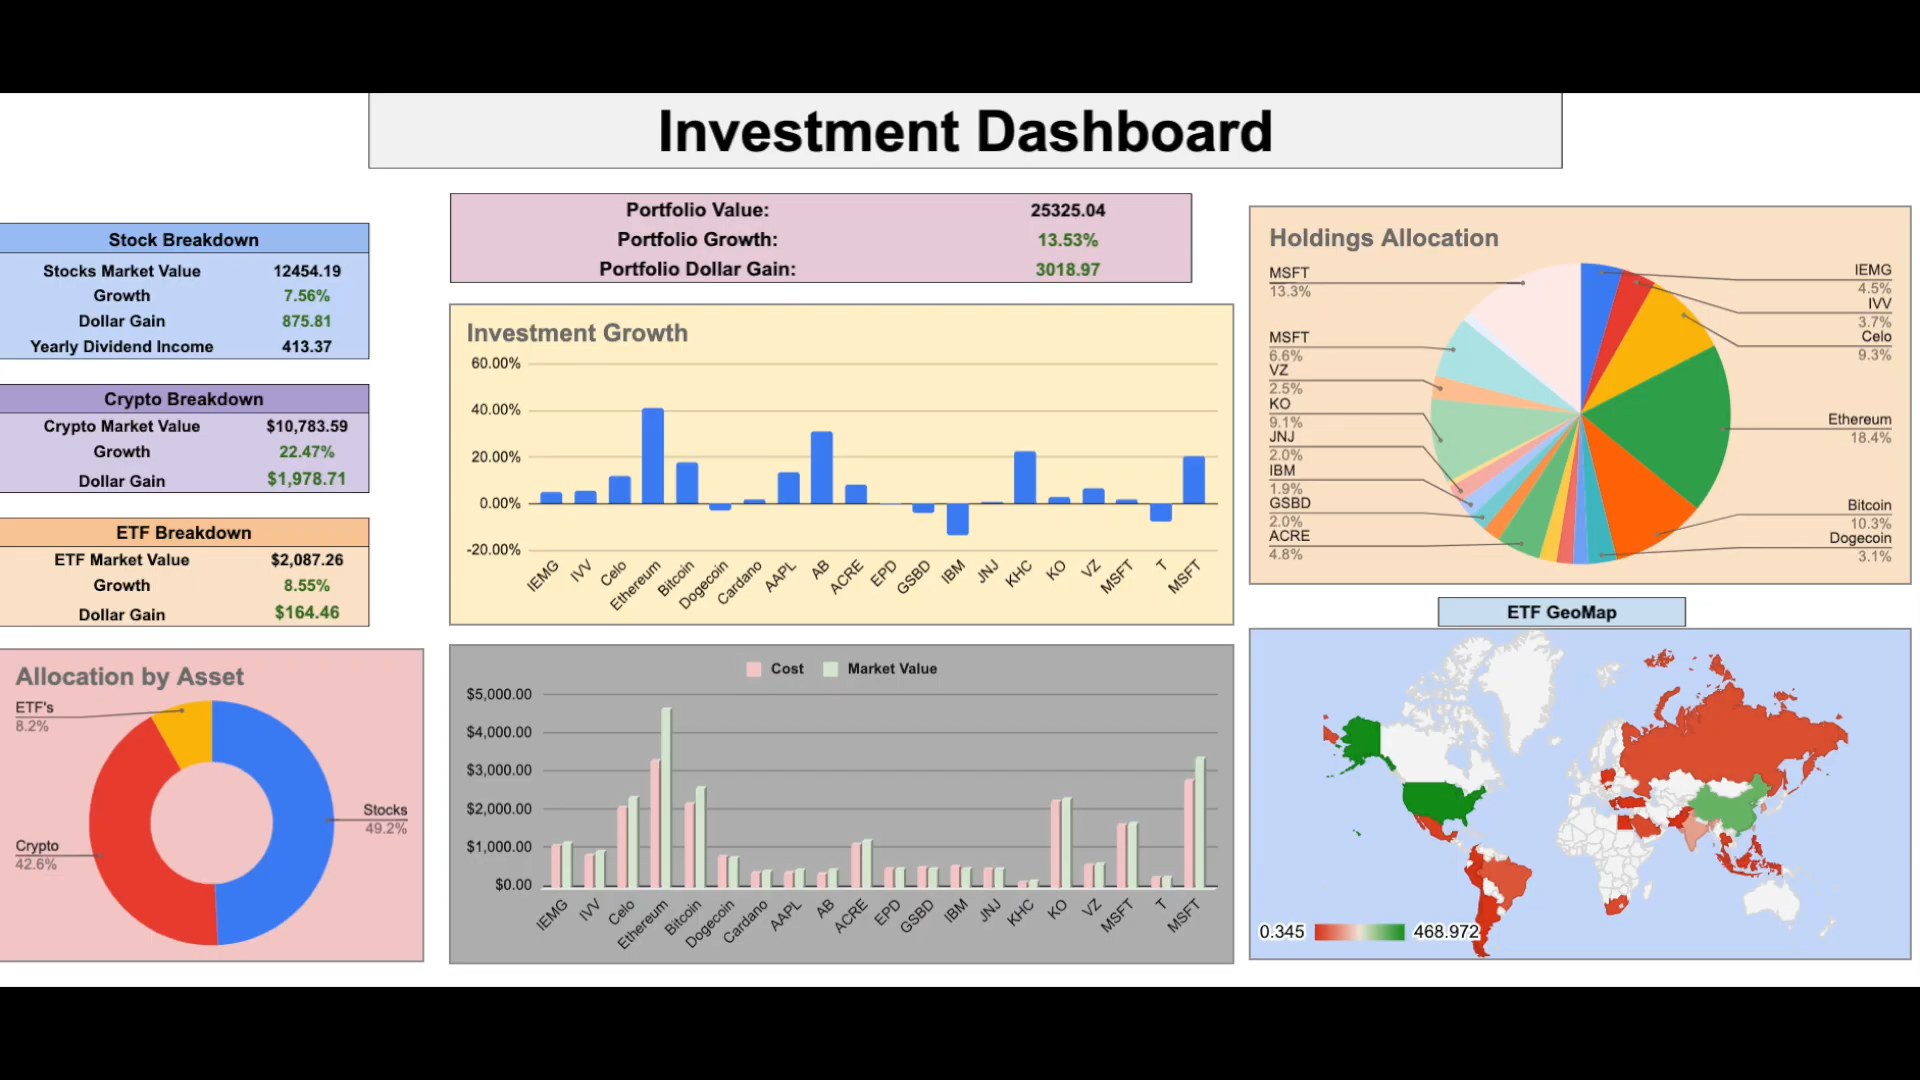 Investment Dashboard
Stock Breakdown
Stocks Market Value 12454.19
Growth 7.56%
Dollar Gain 875.81
Yearly Dividend Income 413.37
Crypto Breakdown
Crypto Market Value $10,783.59
Growth 22.47%
Dollar Gain $1,978.71
ETF Breakdown
ETF Market Value $2,087.26
Growth 8.55%
Dollar Gain $164.46
Allocation by Asset
ETF's
8.2%
Stocks
49.2%
Crypto
42.6%
Portfolio Value: 25325.04
Portfolio Growth: 13.53%
Portfolio Dollar Gain: 3018.97
Investment Growth
60.00%
40.00%
20.00%
0.00%
-20.00%
IEMG IVV Celo Ethereum Bitcoin Dogecoin Cardano AAPL AB ACRE EPD GSBD IBM JNJ KHC KO VZ MSFT T MSFT
Cost Market Value
$5,000.00
$4,000.00
$3,000.00
$2,000.00
$1,000.00
$0.00
IEMG IVV Celo Ethereum Bitcoin Dogecoin Cardano AAPL AB ACRE EPD GSBD IBM JNJ KHC KO VZ MSFT T MSFT
Holdings Allocation
MSFT
13.3%
MSFT
6.6%
VZ
2.5%
KO
9.1%
JNJ
2.0%
IBM
1.9%
GSBD
2.0%
ACRE
4.8%
IEMG
4.5%
IVV
3.7%
Celo
9.3%
Ethereum
18.4%
Bitcoin
10.3%
Dogecoin
3.1%
ETF GeoMap
0.345 468.972